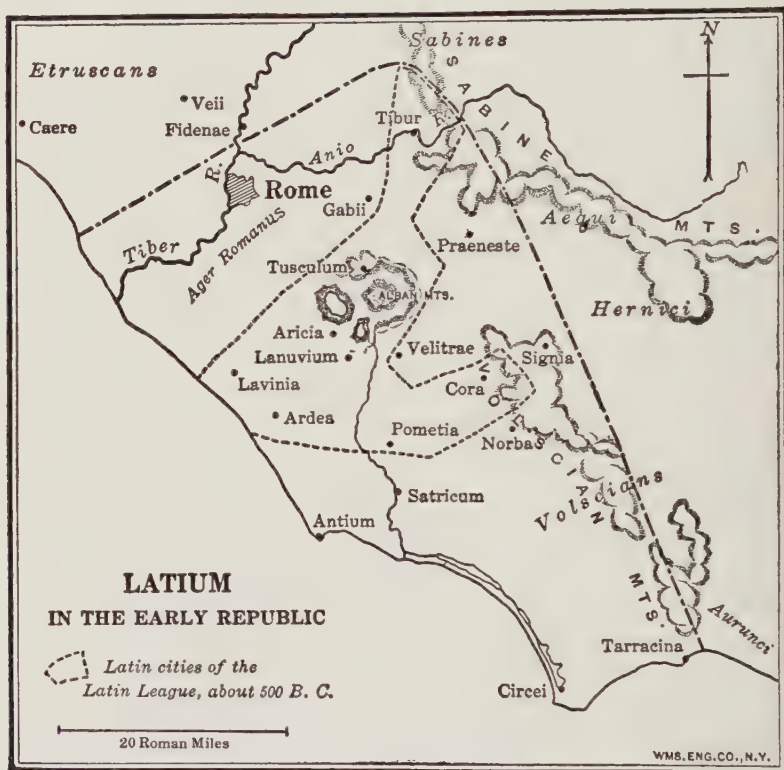 Sabines
N
Etruscans
SABINE MTS.
Veii
Caere
Fidenae
Tibur
R.
Anio
R.
Rome
Gabii
Aequi
Praeneste
Tiber
Ager Romanus
Tusculum
ALBAN MTS.
Hernici
Aricia
Lanuvium
Velitrae
Signia
Lavinia
Cora
VOLSCIAN MTS.
Ardea
Pometia
Norba
Volscians
Satricum
Antium
LATIUM
IN THE EARLY REPUBLIC
Aurunci
Tarracina
Latin cities of the
Latin League, about 500 B. C.
Circei
20 Roman Miles
WMS.ENG.CO.,N.Y.